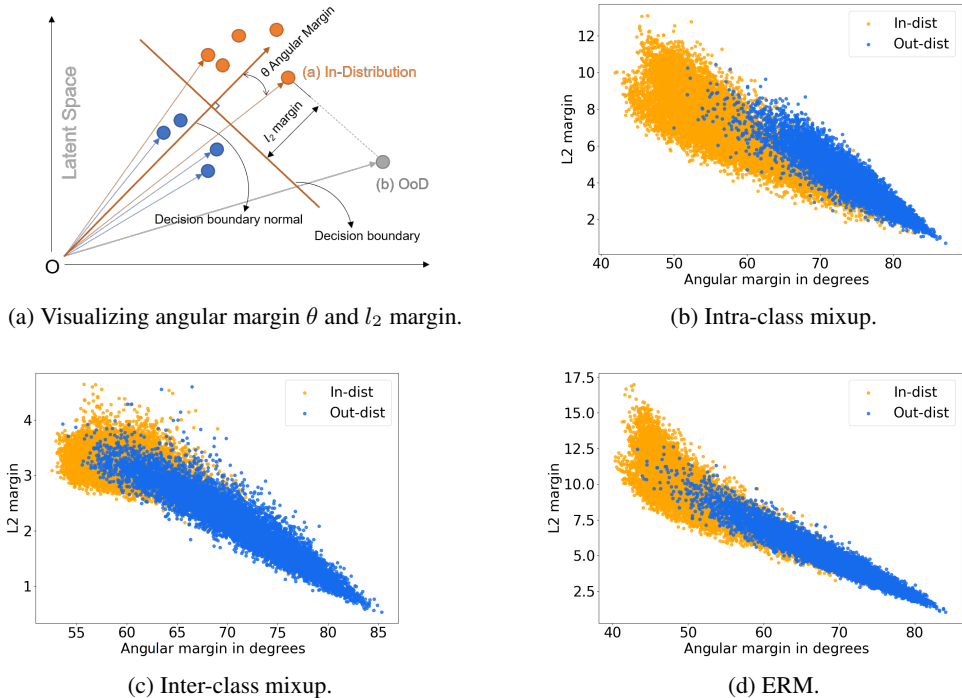 Latent Space
θ Angular Margin
(a) In-Distribution
l₂ margin
(b) OoD
Decision boundary normal
Decision boundary
O
(a) Visualizing angular margin θ and l₂ margin.
In-dist
Out-dist
12
10
8
6
4
2
L2 margin
40 50 60 70 80
Angular margin in degrees
(b) Intra-class mixup.
In-dist
Out-dist
4
3
2
1
L2 margin
55 60 65 70 75 80 85
Angular margin in degrees
(c) Inter-class mixup.
In-dist
Out-dist
17.5
15.0
12.5
10.0
7.5
5.0
2.5
L2 margin
40 50 60 70 80
Angular margin in degrees
(d) ERM.